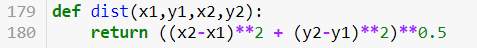 179 def dist(x1,y1,x2,y2):
180     return ((x2-x1)**2 + (y2-y1)**2)**0.5